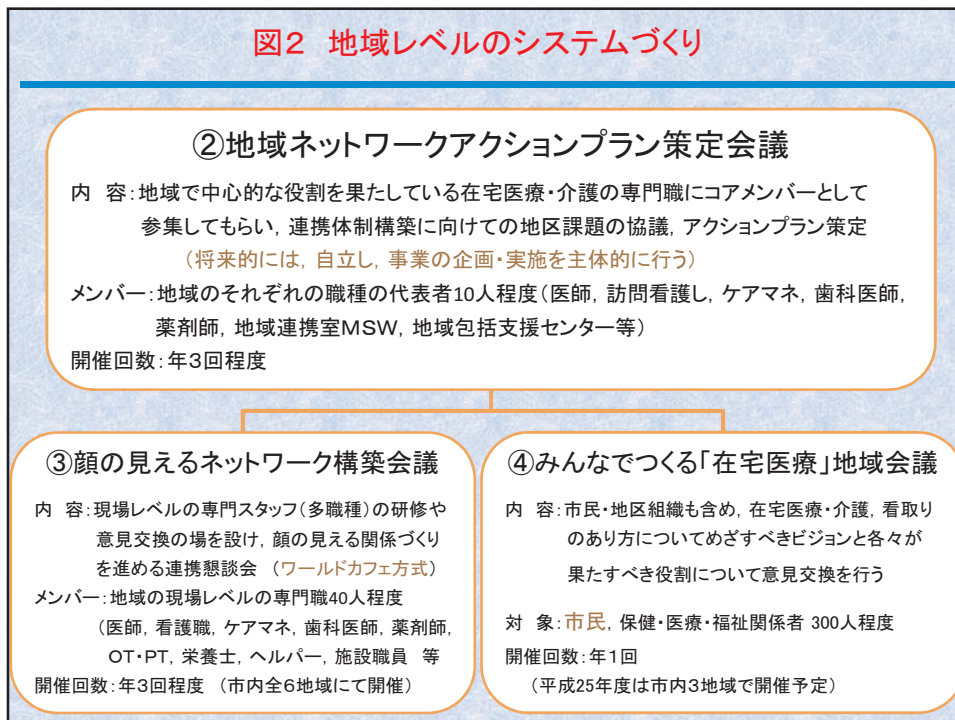 図2 地域レベルのシステムづくり
②地域ネットワークアクションプラン策定会議
内 容：地域で中心的な役割を果たしている在宅医療・介護の専門職にコアメンバーとして
参集してもらい，連携体制構築に向けての地区課題の協議，アクションプラン策定
（将来的には，自立し，事業の企画・実施を主体的に行う）
メンバー：地域のそれぞれの職種の代表者10人程度（医師，訪問看護し，ケアマネ，歯科医師，
薬剤師，地域連携室MSW，地域包括支援センター等）
開催回数：年3回程度
③顔の見えるネットワーク構築会議
内 容：現場レベルの専門スタッフ（多職種）の研修や
意見交換の場を設け，顔の見える関係づくり
を進める連携懇談会 （ワールドカフェ方式）
メンバー：地域の現場レベルの専門職40人程度
（医師，看護職，ケアマネ，歯科医師，薬剤師，
OT・PT，栄養士，ヘルパー，施設職員 等
開催回数：年3回程度 （市内全6地域にて開催）
④みんなでつくる「在宅医療」地域会議
内 容：市民・地区組織も含め，在宅医療・介護，看取り
のあり方についてめざすべきビジョンと各々が
果たすべき役割について意見交換を行う
対 象：市民，保健・医療・福祉関係者 300人程度
開催回数：年1回
（平成25年度は市内3地域で開催予定）